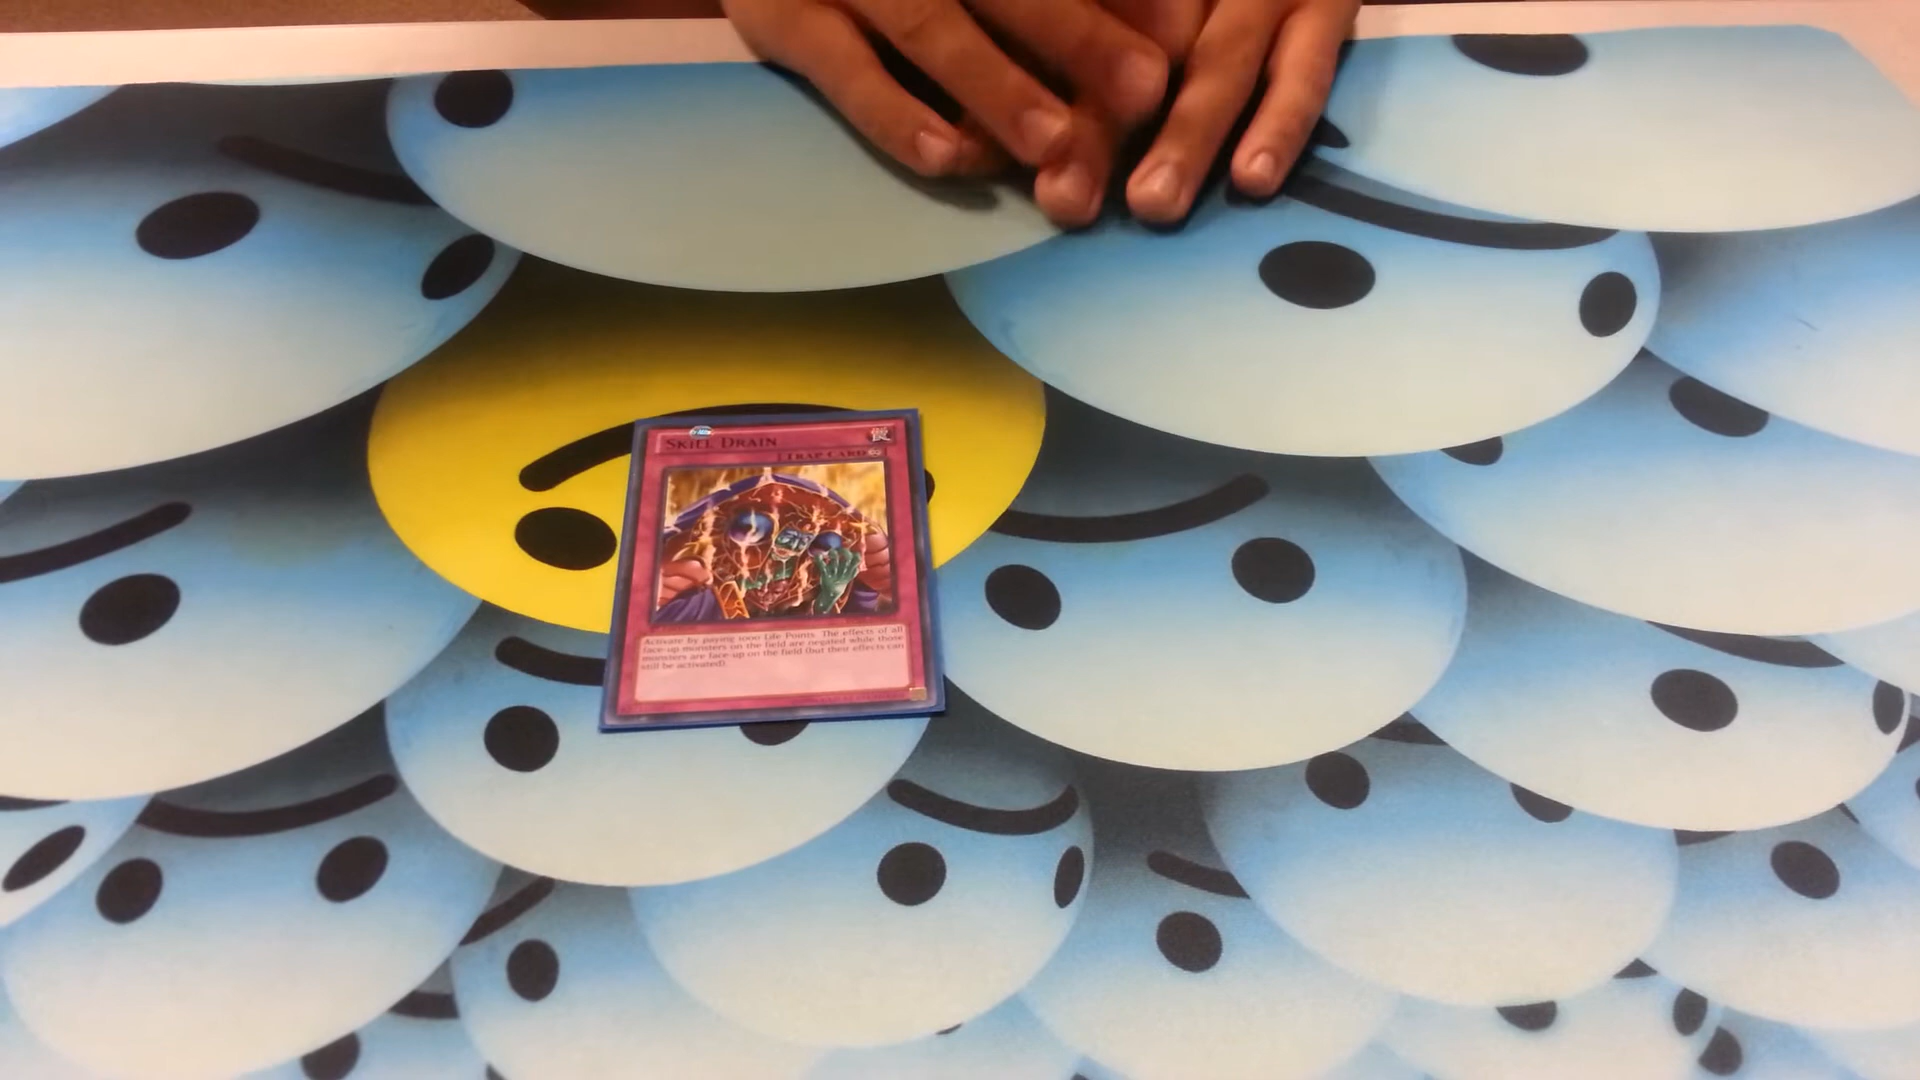 SKILL DRAIN
[TRAP CARD
Activate by paying 1000 Life Points. The effects of all
face-up monsters on the field are negated while those
monsters are face-up on the field (but their effects can
still be activated).